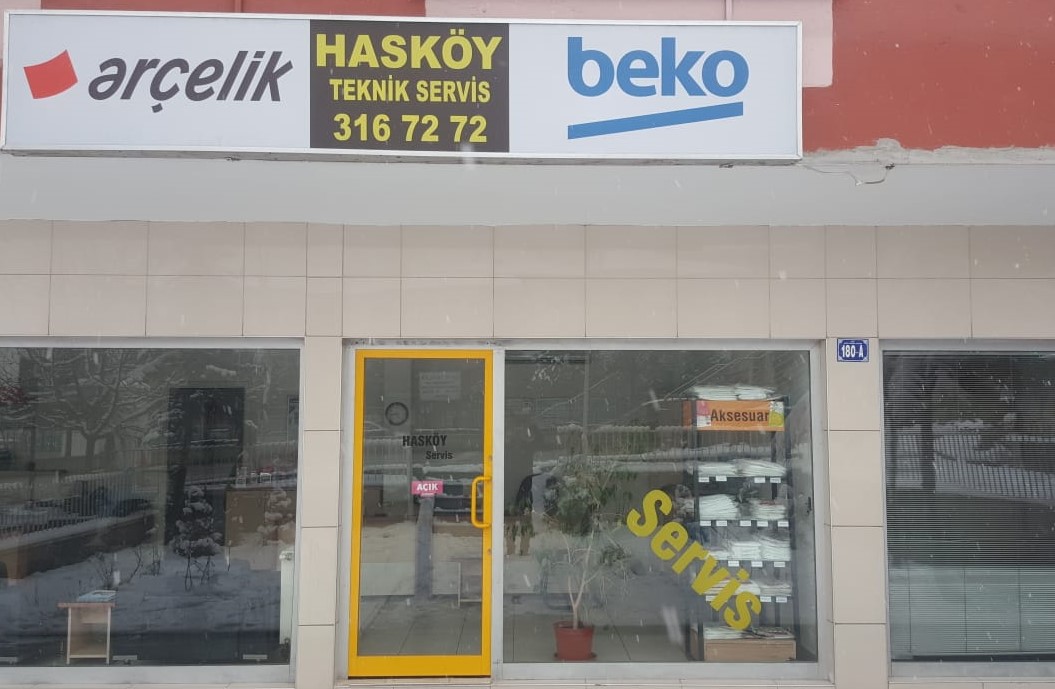 arçelik
HASKÖY
TEKNİK SERVİS
316 72 72
beko
180-A
HASKÖY
Servis
AÇIK
Aksesuar
Servis